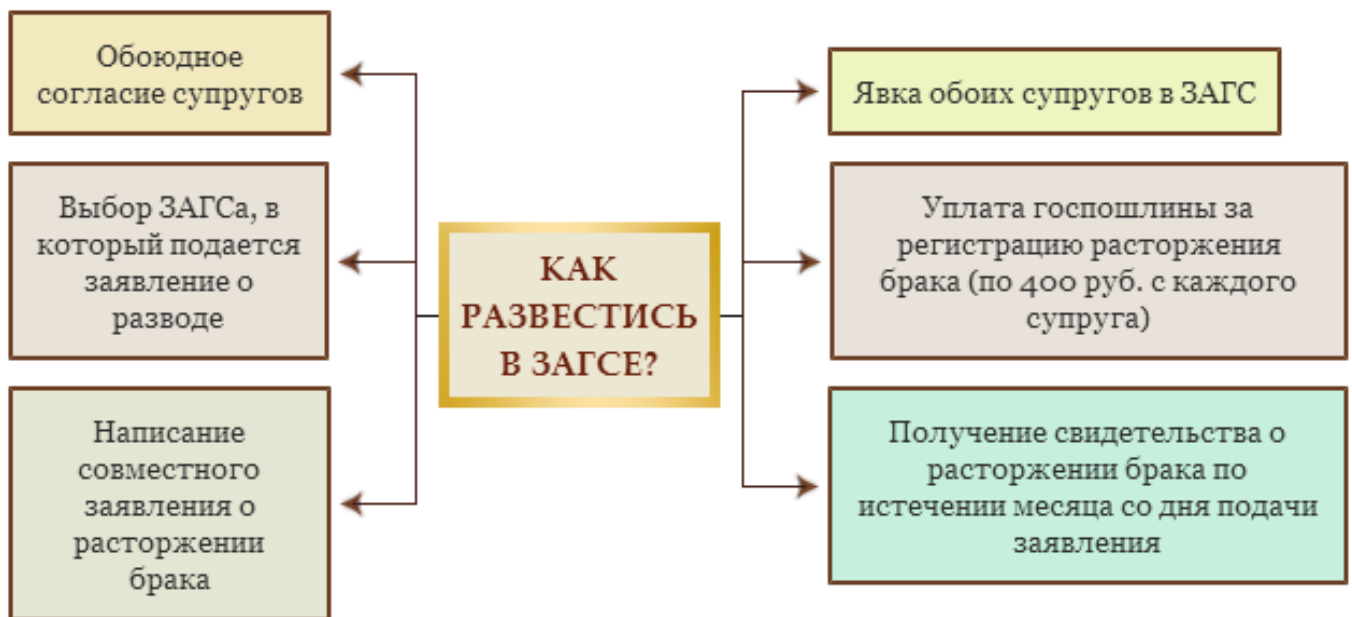 Обоюдное
согласие супругов
Выбор ЗАГСа, в
который подается
заявление о
разводе
Написание
совместного
заявления о
расторжении
брака
КАК
РАЗВЕСТИСЬ
В ЗАГСЕ?
Явка обоих супругов в ЗАГС
Уплата госпошлины за
регистрацию расторжения
брака (по 400 руб. с каждого
супруга)
Получение свидетельства о
расторжении брака по
истечении месяца со дня подачи
заявления